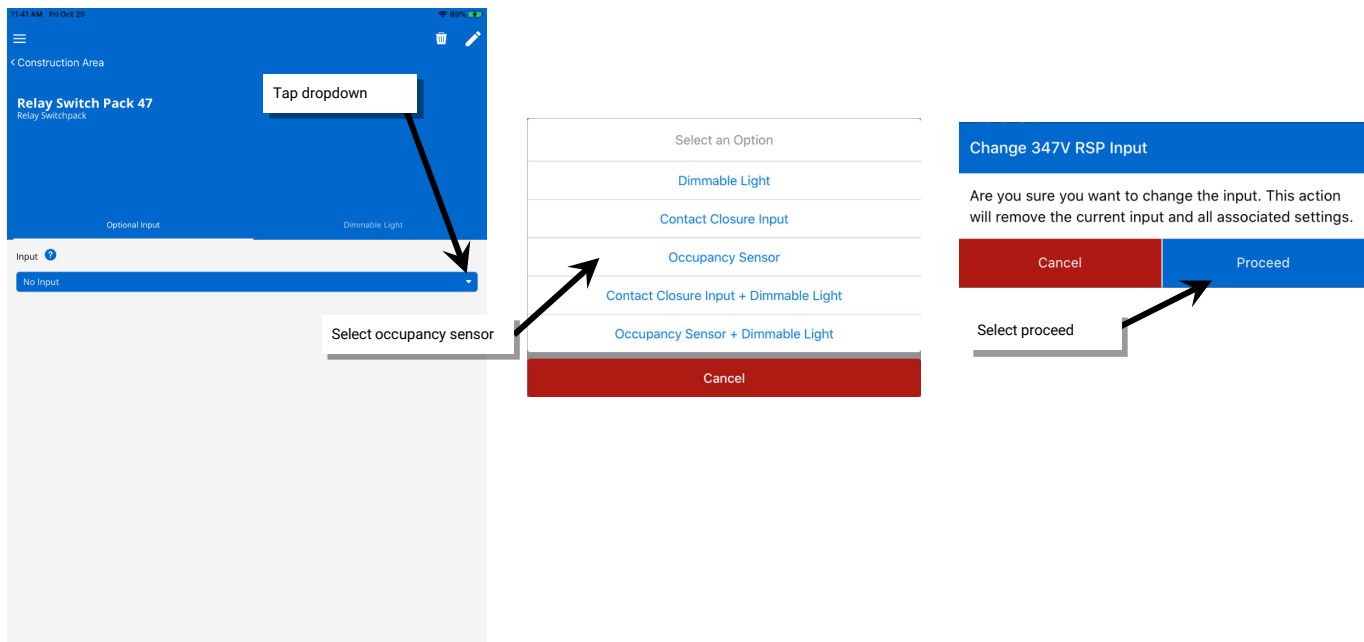 11:41 AM Fri Oct 25
99%
< Construction Area
Relay Switch Pack 47
Relay Switchpack
Tap dropdown
Optional Input
Dimmable Light
Input ?
No Input
Select occupancy sensor
Select an Option
Dimmable Light
Contact Closure Input
Occupancy Sensor
Contact Closure Input + Dimmable Light
Occupancy Sensor + Dimmable Light
Cancel
Change 347V RSP Input
Are you sure you want to change the input. This action
will remove the current input and all associated settings.
Cancel
Proceed
Select proceed